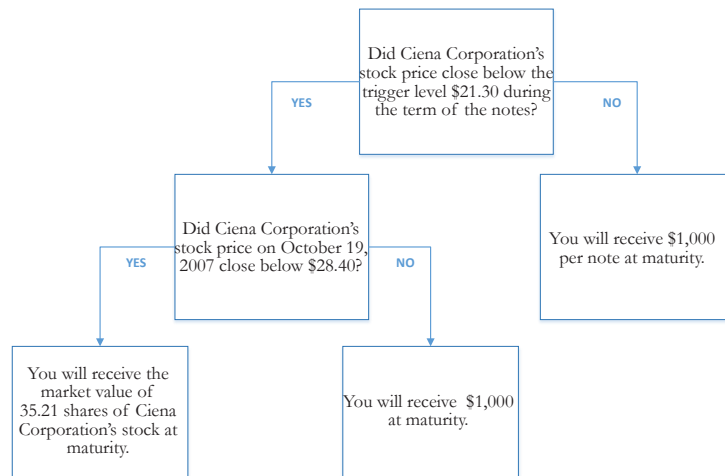 Did Ciena Corporation's
stock price close below the
trigger level $21.30 during
the term of the notes?
YES
NO
Did Ciena Corporation's
stock price on October 19,
2007 close below $28.40?
You will receive $1,000
per note at maturity.
YES
NO
You will receive the
market value of
35.21 shares of Ciena
Corporation's stock at
maturity.
You will receive $1,000
at maturity.